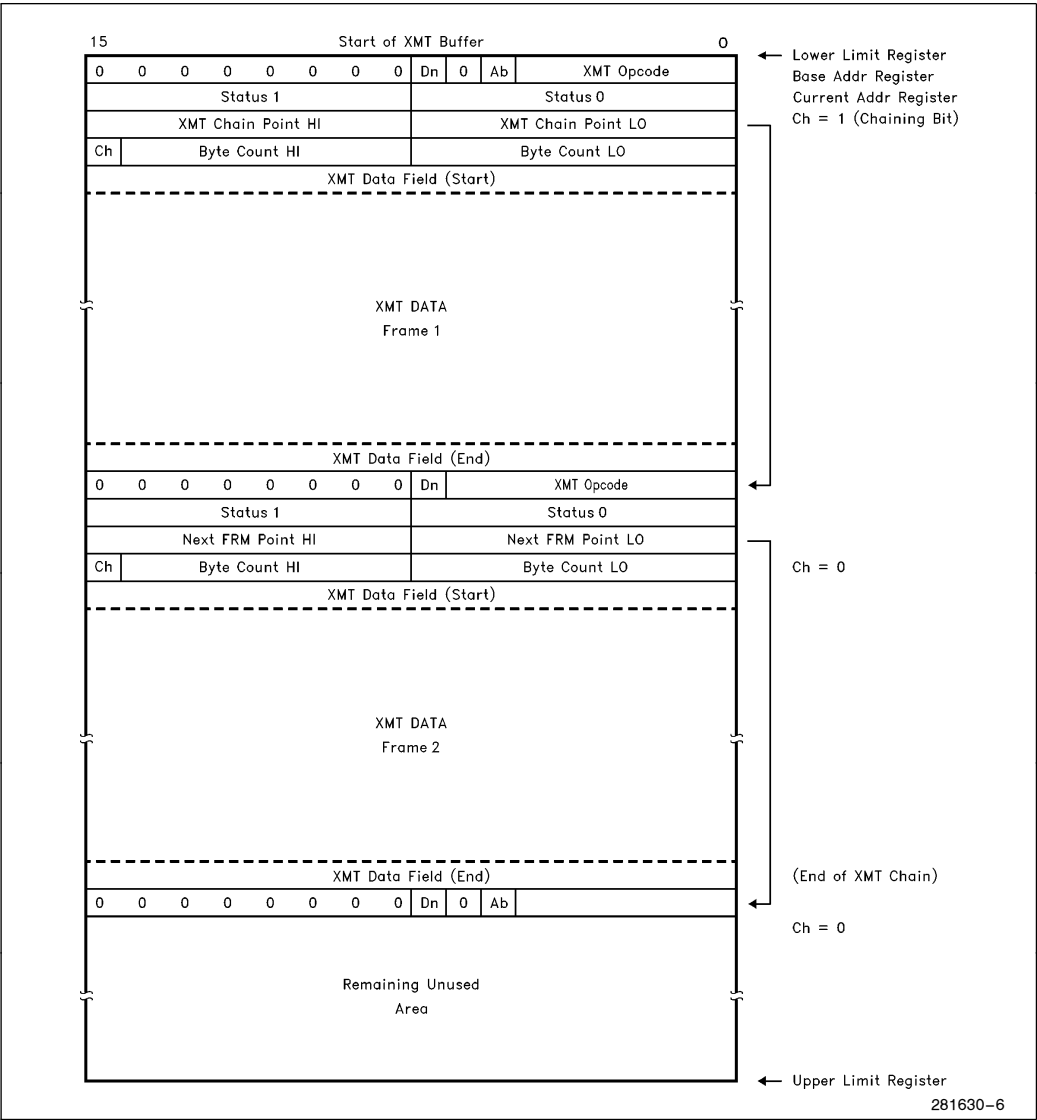 15 Start of XMT Buffer 0
← Lower Limit Register
0 0 0 0 0 0 0 0 Dn 0 Ab XMT Opcode
Base Addr Register
Status 1 Status 0
Current Addr Register
XMT Chain Point HI XMT Chain Point LO
Ch = 1 (Chaining Bit)
Ch Byte Count HI Byte Count LO
XMT Data Field (Start)
XMT DATA
Frame 1
XMT Data Field (End)
0 0 0 0 0 0 0 0 Dn XMT Opcode
Status 1 Status 0
Next FRM Point HI Next FRM Point LO
Ch Byte Count HI Byte Count LO Ch = 0
XMT Data Field (Start)
XMT DATA
Frame 2
XMT Data Field (End) (End of XMT Chain)
0 0 0 0 0 0 0 0 Dn 0 Ab
Ch = 0
Remaining Unused
Area
← Upper Limit Register
281630–6